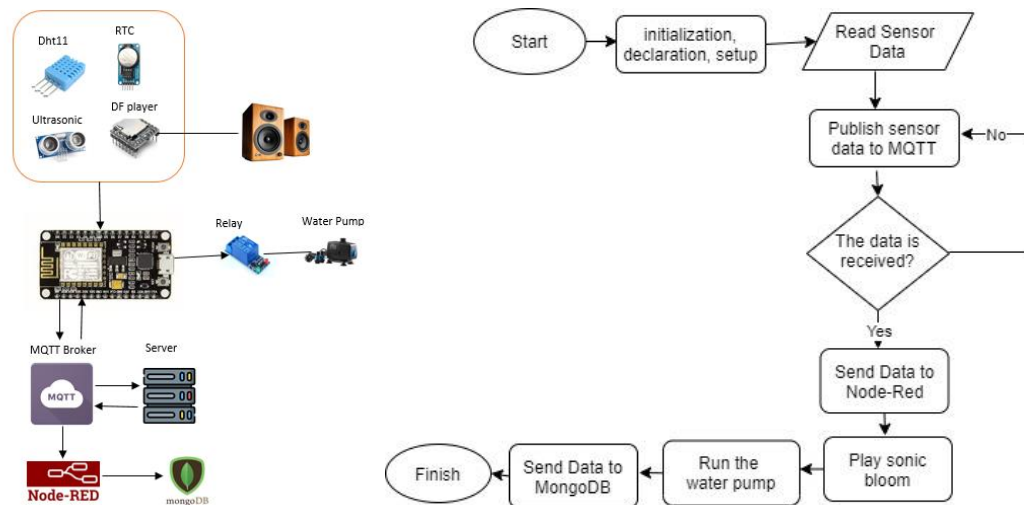 Dht11
RTC
Ultrasonic
DF player
Relay
Water Pump
MQTT Broker
Server
MQTT
Node-RED
mongoDB
Start
initialization,
declaration, setup
Read Sensor
Data
Publish sensor
data to MQTT
No
The data is
received?
Yes
Send Data to
Node-Red
Play sonic
bloom
Run the
water pump
Send Data to
MongoDB
Finish